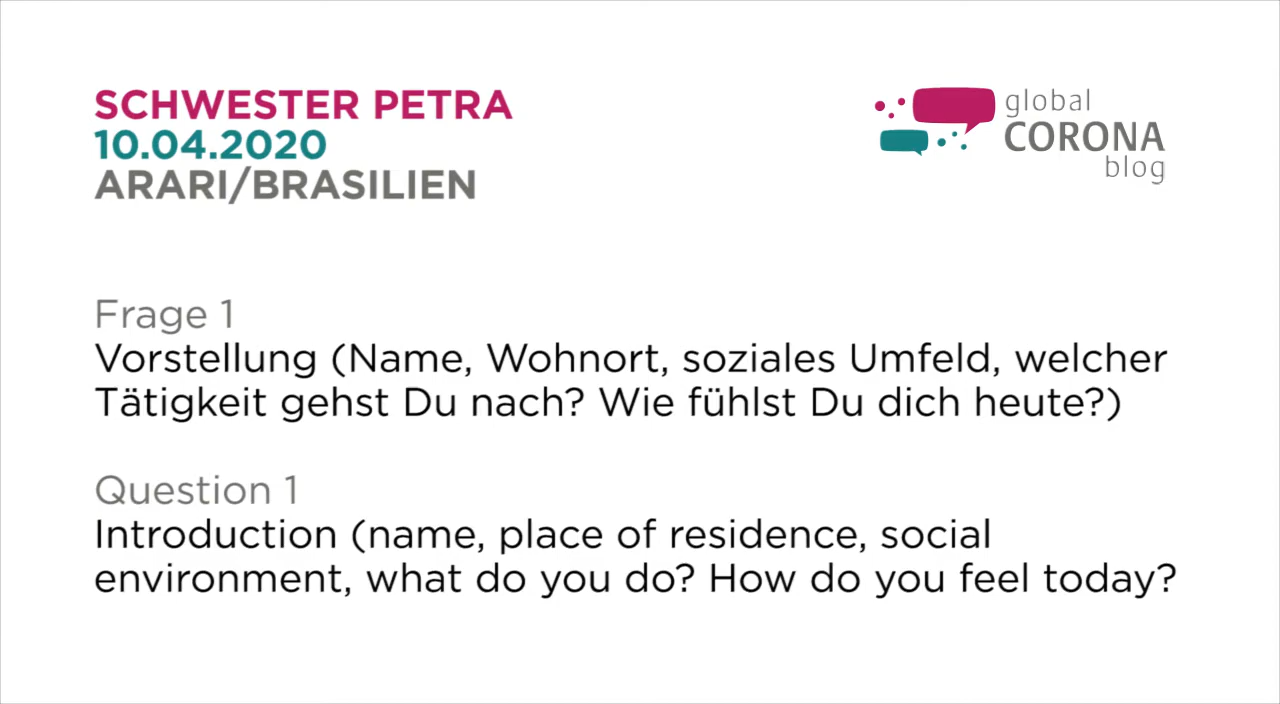 SCHWESTER PETRA
10.04.2020
ARARI/BRASILIEN
global
CORONA
blog
Frage 1
Vorstellung (Name, Wohnort, soziales Umfeld, welcher
Tätigkeit gehst Du nach? Wie fühlst Du dich heute?)
Question 1
Introduction (name, place of residence, social
environment, what do you do? How do you feel today?